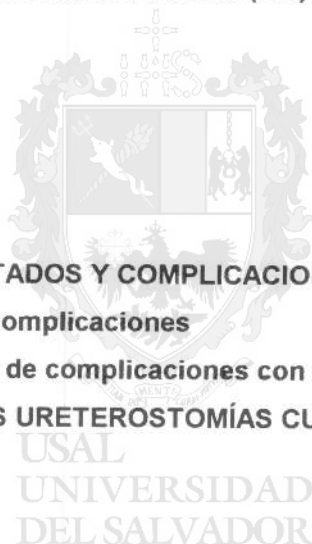 TADOS Y COMPLICACIO
omplicaciones
de complicaciones con
S URETEROSTOMÍAS CU
USAL
UNIVERSIDAD
DEL SALVADOR